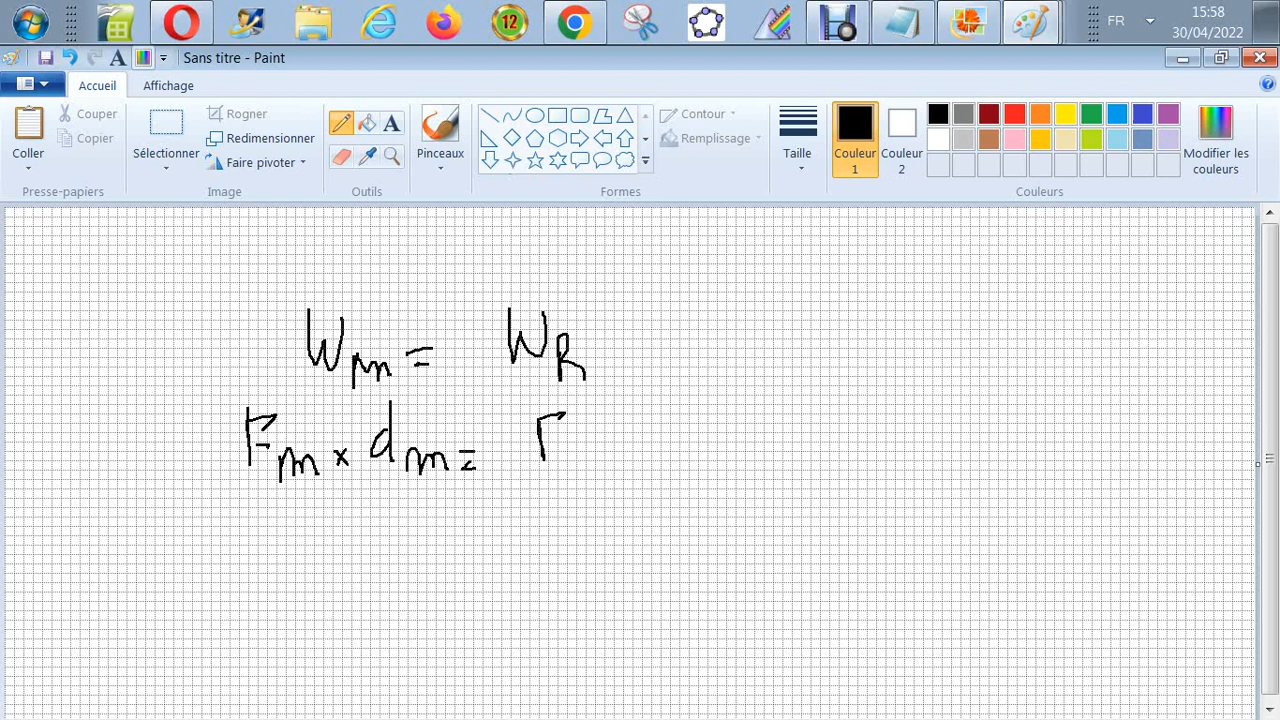 12
FR
15:58
30/04/2022
Sans titre - Paint
Accueil
Affichage
Couper
Copier
Coller
Presse-papiers
Sélectionner
Rogner
Redimensionner
Faire pivoter
Image
Outils
Pinceaux
Contour
Remplissage
Formes
Taille
Couleur 1
Couleur 2
Modifier les couleurs
Couleurs
Wm = WR
Fm × dm = Γ